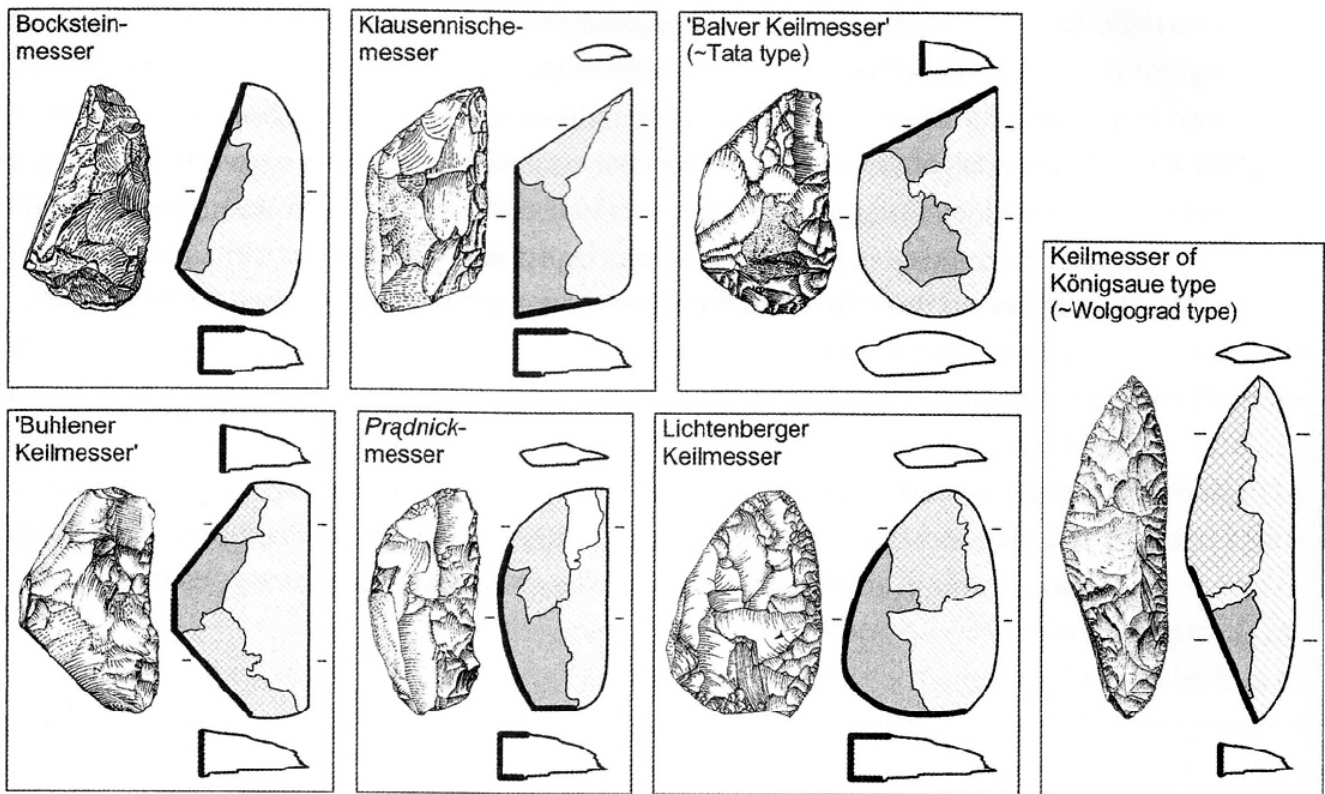 Bockstein-
messer
Klausennische-
messer
'Balver Keilmesser'
(~Tata type)
Keilmesser of
Königsaue type
(~Wolgograd type)
'Buhlener
Keilmesser'
Prądnick-
messer
Lichtenberger
Keilmesser